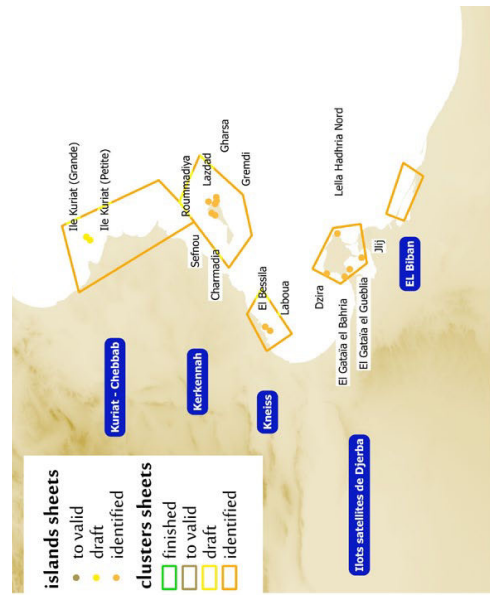 islands sheets
to valid
draft
identified
clusters sheets
finished
to valid
draft
identified
Kuriat - Chebbab
Kerkennah
Kneiss
Ilots satellites de Djerba
EL Biban
Ile Kuriat (Grande)
Ile Kuriat (Petite)
Roummadiya
Lazdad
Gharsa
Gremdi
Sefnou
Charmadia
El Bessila
Laboua
Lella Hadhria Nord
Dzira
El Gataïa el Bahria
El Gataïa el Gueblia
Jlij